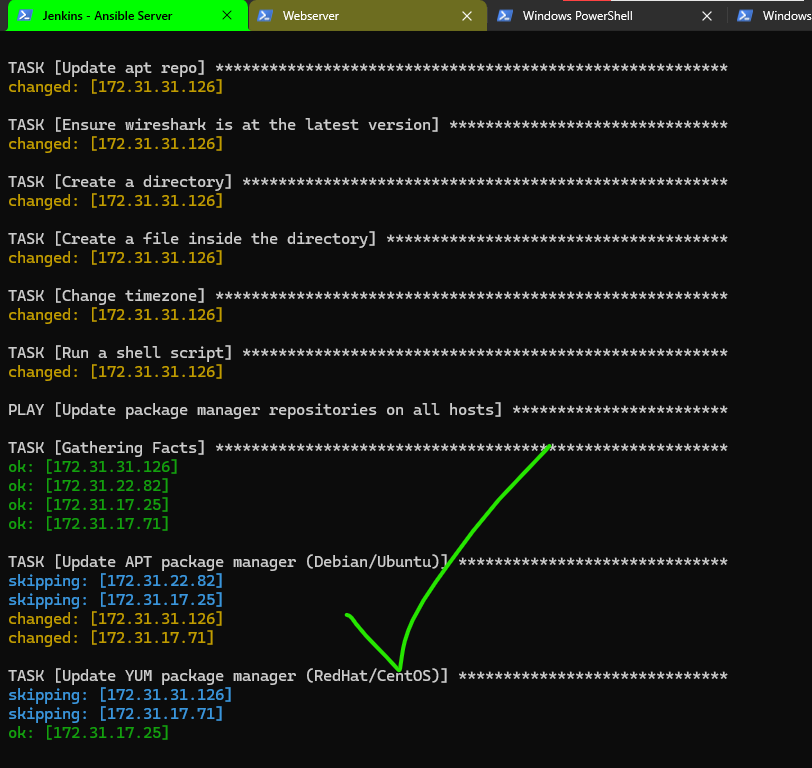 Jenkins - Ansible Server
Webserver
Windows PowerShell
Windows
TASK [Update apt repo] *********************************************************
changed: [172.31.31.126]
TASK [Ensure wireshark is at the latest version] *******************************
changed: [172.31.31.126]
TASK [Create a directory] ******************************************************
changed: [172.31.31.126]
TASK [Create a file inside the directory] **************************************
changed: [172.31.31.126]
TASK [Change timezone] *********************************************************
changed: [172.31.31.126]
TASK [Run a shell script] ******************************************************
changed: [172.31.31.126]
PLAY [Update package manager repositories on all hosts] ************************
TASK [Gathering Facts] *********************************************************
ok: [172.31.31.126]
ok: [172.31.22.82]
ok: [172.31.17.25]
ok: [172.31.17.71]
TASK [Update APT package manager (Debian/Ubuntu)] ******************************
skipping: [172.31.22.82]
skipping: [172.31.17.25]
changed: [172.31.31.126]
changed: [172.31.17.71]
TASK [Update YUM package manager (RedHat/CentOS)] ******************************
skipping: [172.31.31.126]
skipping: [172.31.17.71]
ok: [172.31.17.25]